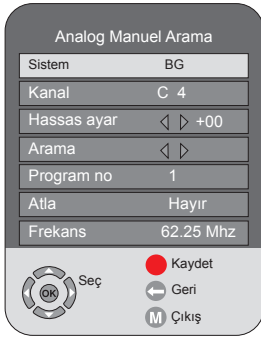 Analog Manuel Arama
Sistem BG
Kanal C 4
Hassas ayar +00
Arama
Program no 1
Atla Hayır
Frekans 62.25 Mhz
Kaydet
OK Seç
Geri
M Çıkış